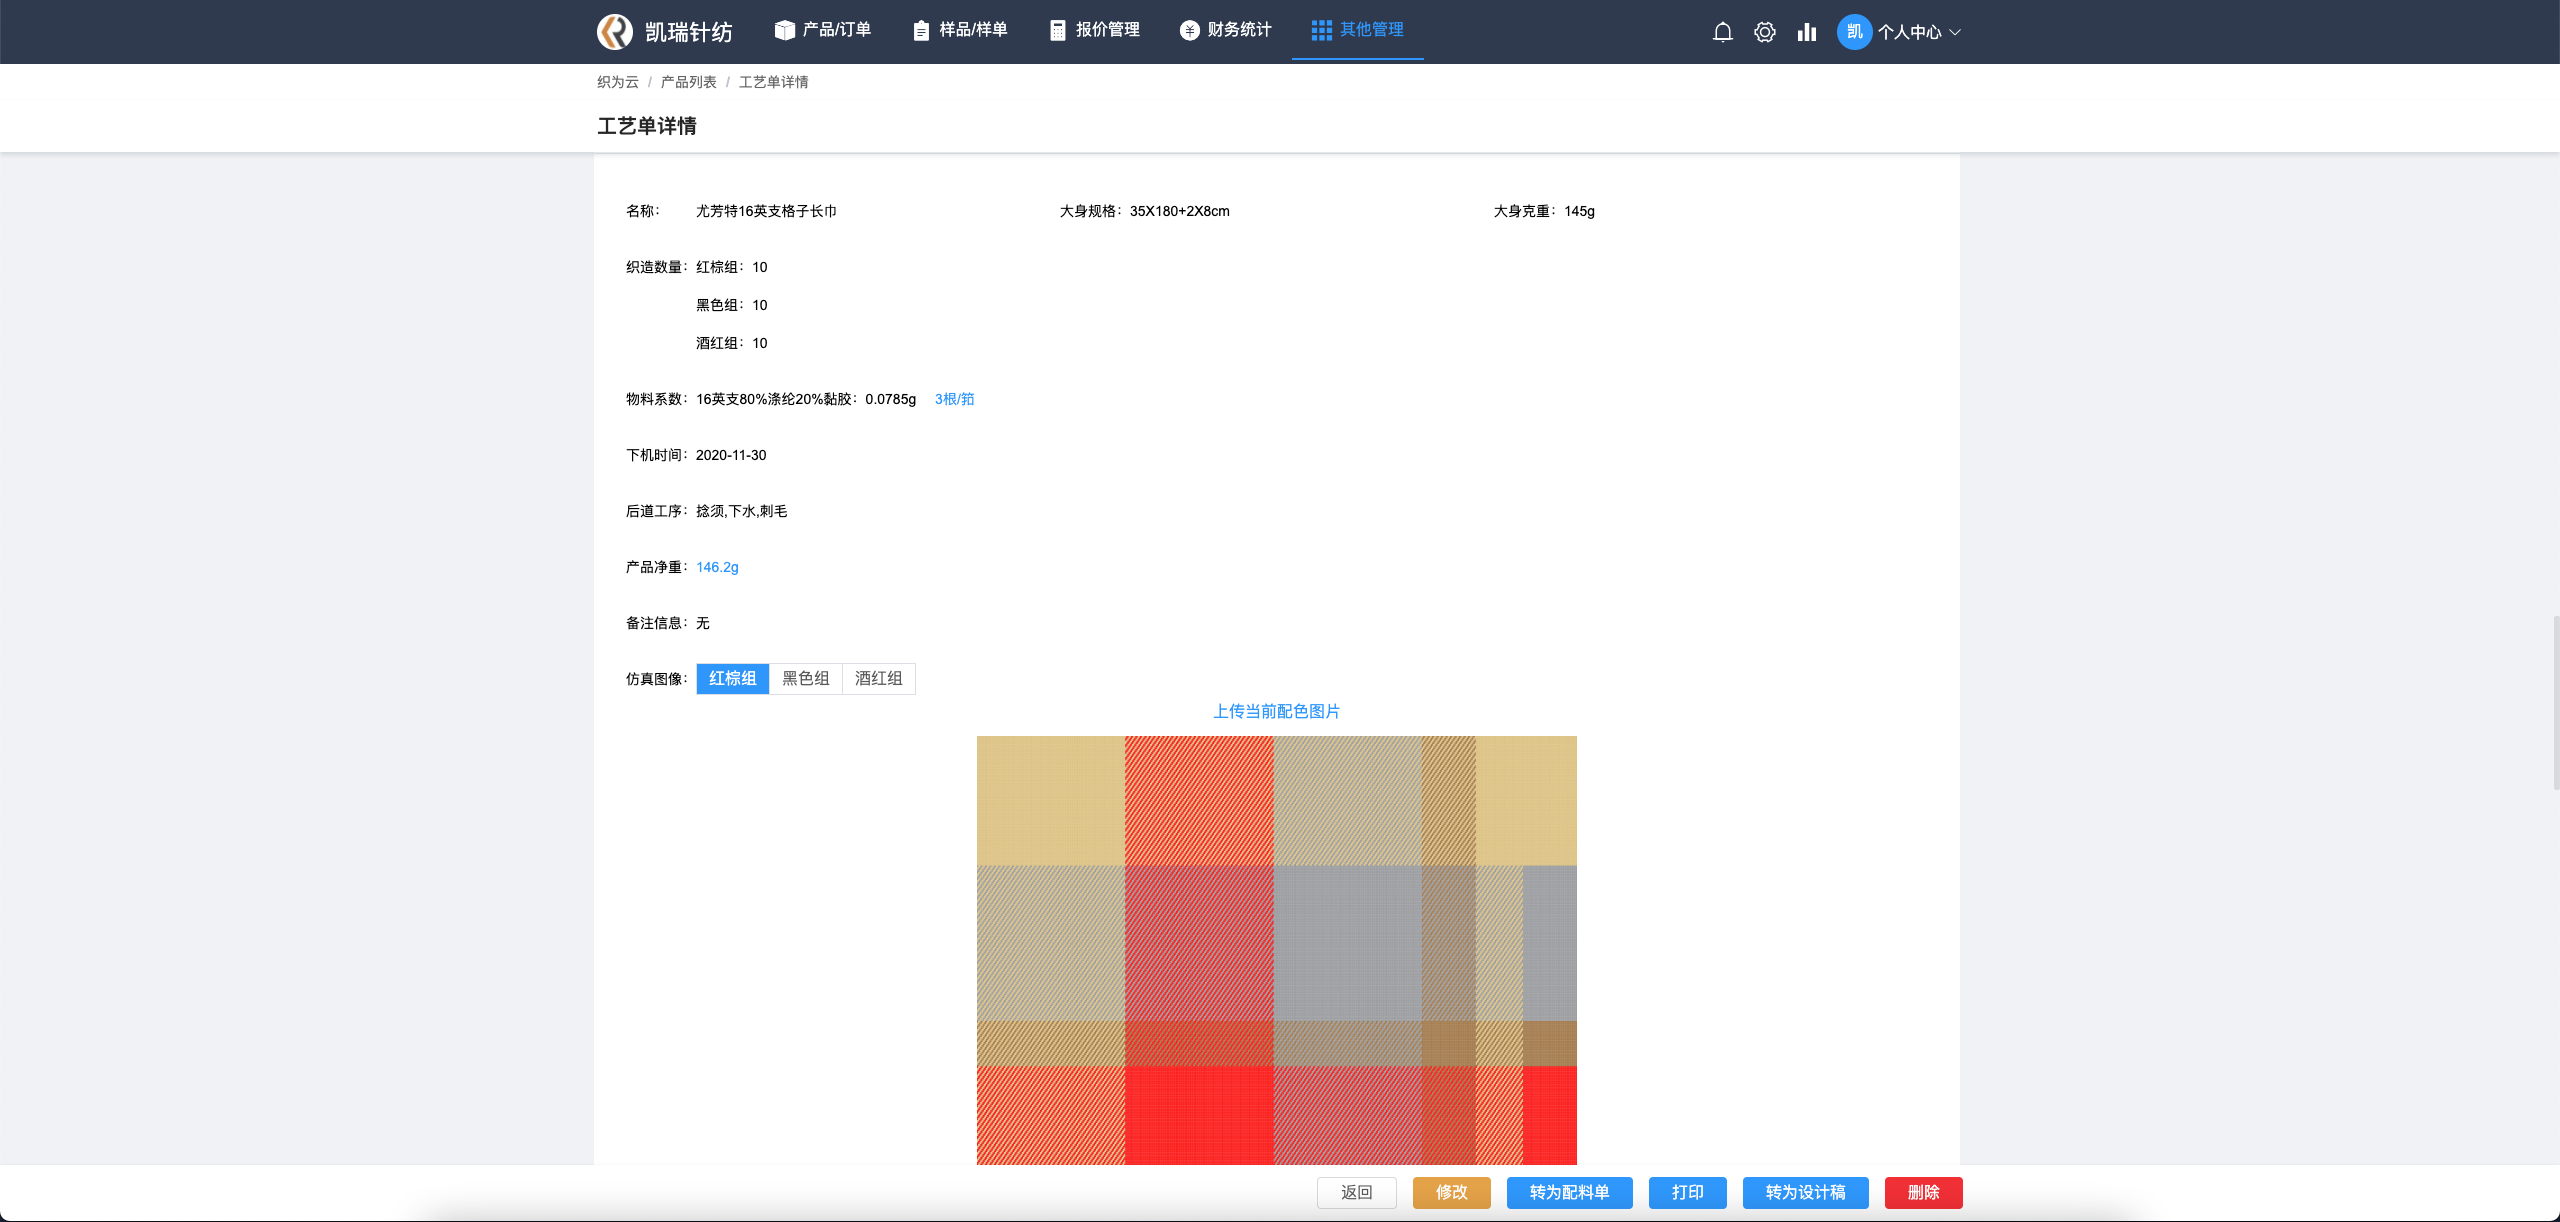 凯瑞针纺 产品/订单 样品/样单 报价管理 财务统计 其他管理 凯 个人中心
织为云 / 产品列表 / 工艺单详情
工艺单详情
名称： 尤芳特16英支格子长巾 大身规格：35X180+2X8cm 大身克重：145g
织造数量：红棕组：10
黑色组：10
酒红组：10
物料系数：16英支80%涤纶20%黏胶：0.0785g 3根/筘
下机时间：2020-11-30
后道工序：捻须,下水,刺毛
产品净重：146.2g
备注信息：无
仿真图像： 红棕组 黑色组 酒红组
上传当前配色图片
返回 修改 转为配料单 打印 转为设计稿 删除